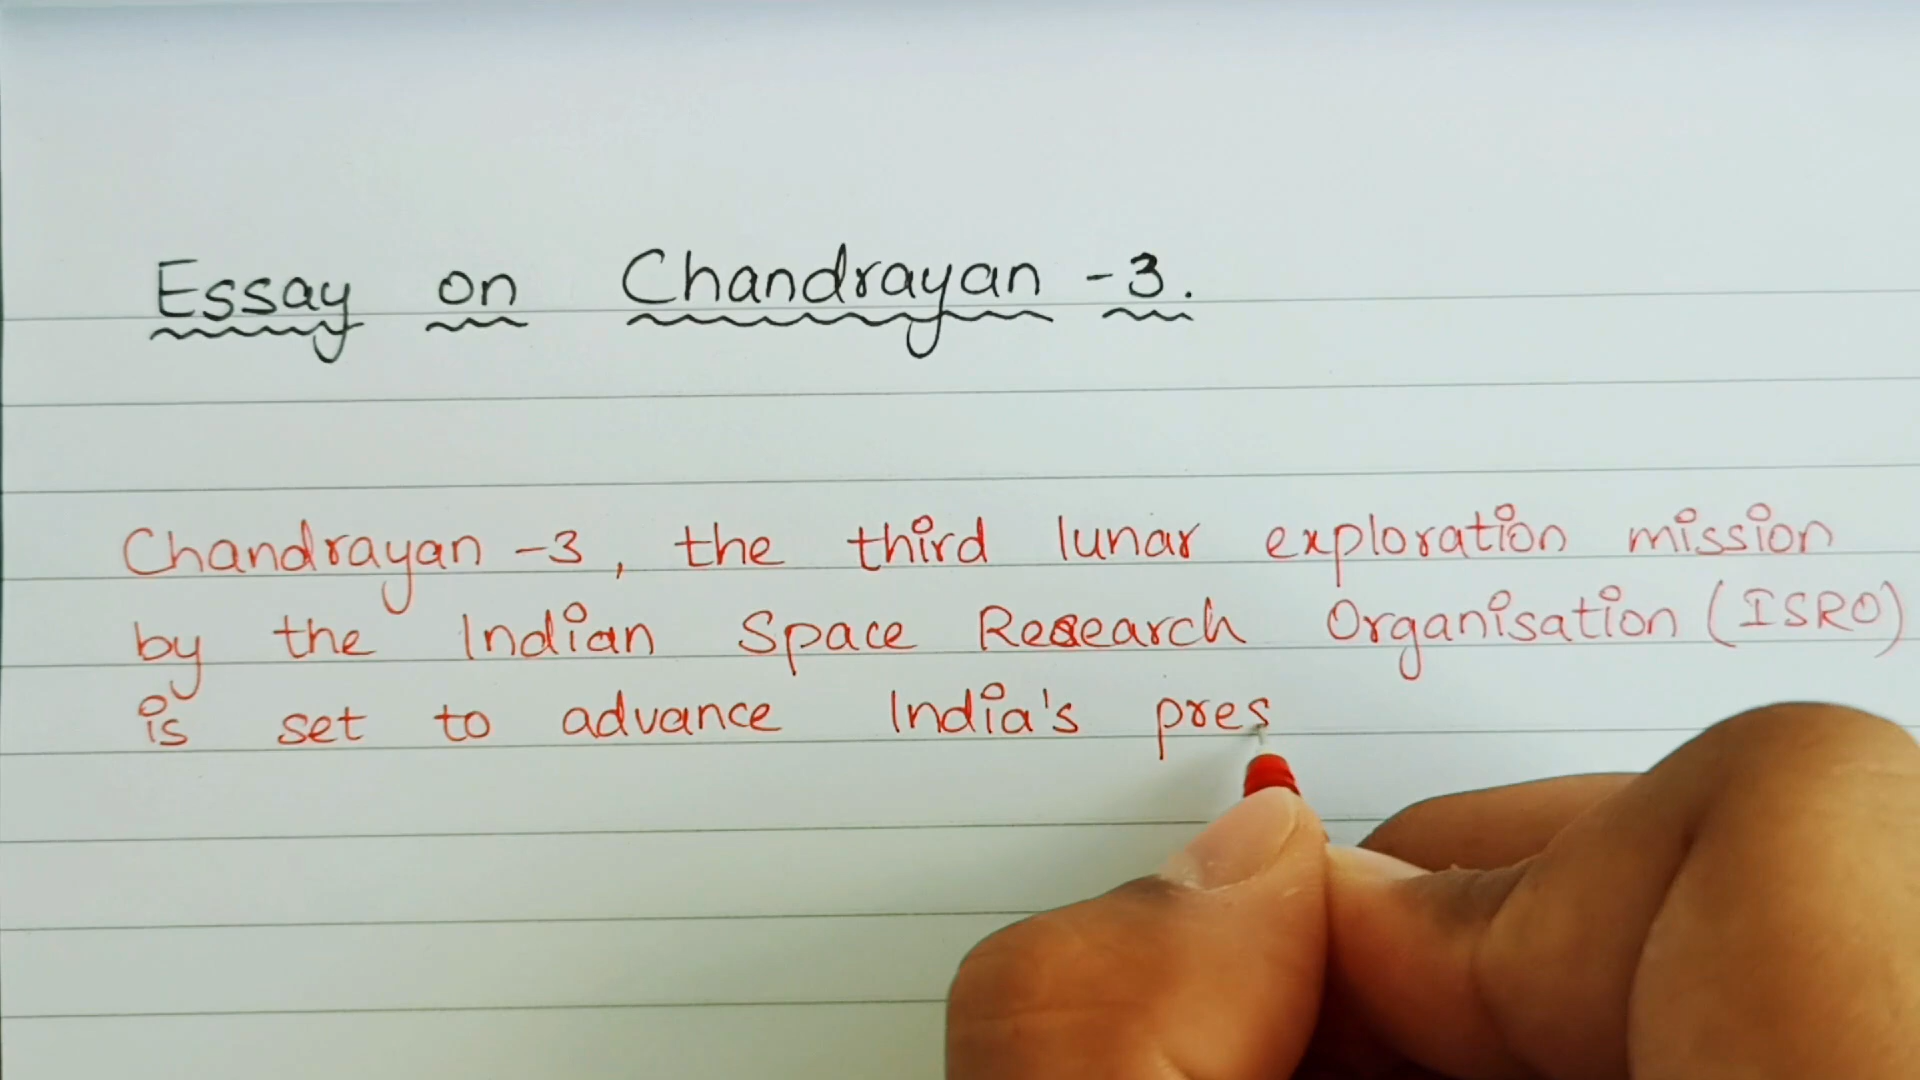 Essay on Chandrayan -3.
Chandrayan -3, the third lunar exploration mission
by the Indian Space Research Organisation (ISRO)
is set to advance India's pres